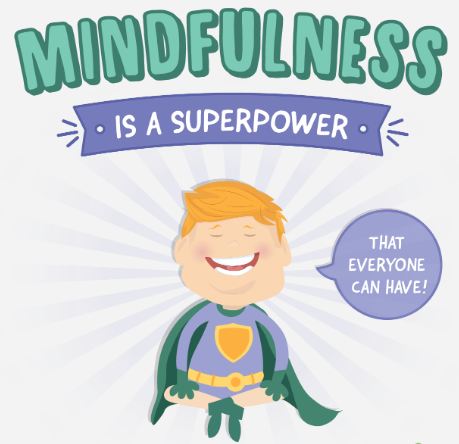 MINDFULNESS
IS A SUPERPOWER
THAT
EVERYONE
CAN HAVE!